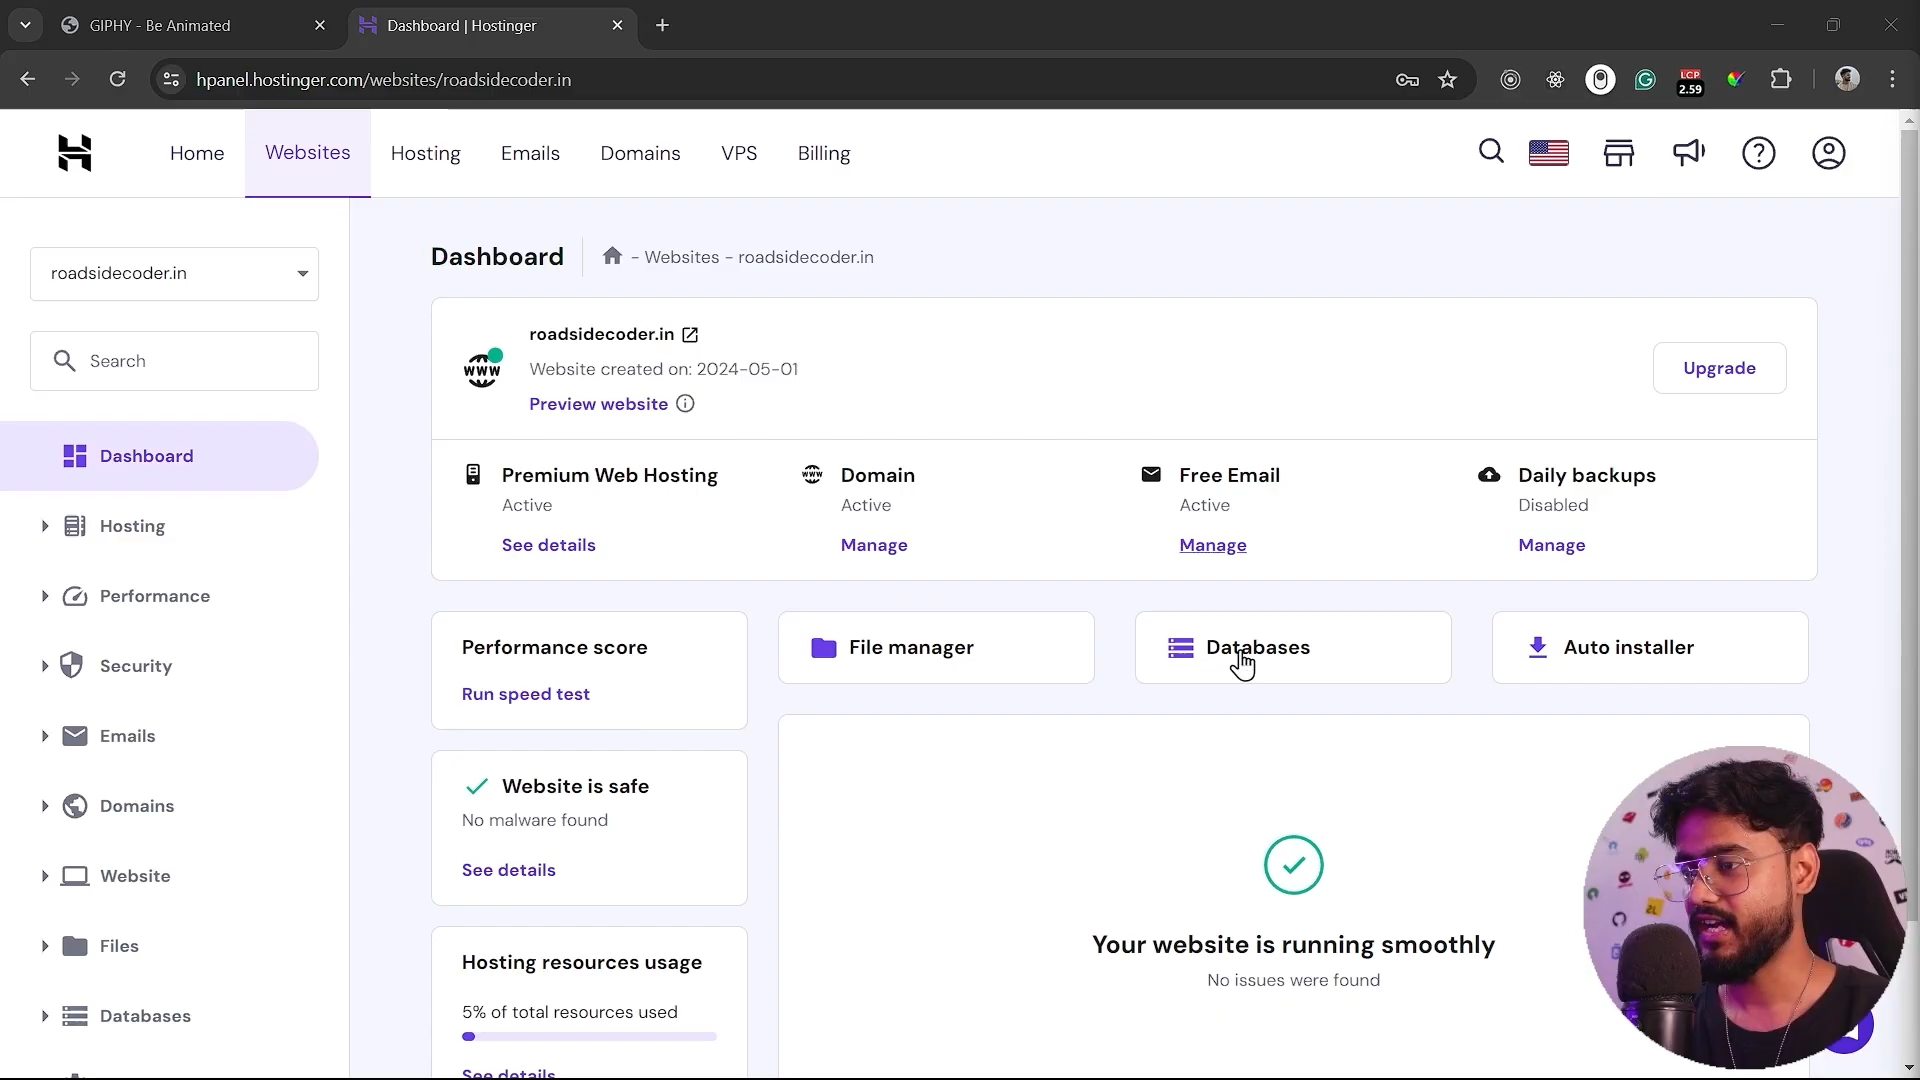 GIPHY - Be Animated
Dashboard | Hostinger
hpanel.hostinger.com/websites/roadsidecoder.in
LCP
2.59
Home
Websites
Hosting
Emails
Domains
VPS
Billing
roadsidecoder.in
Search
Dashboard
Hosting
Performance
Security
Emails
Domains
Website
Files
Databases
Dashboard
- Websites - roadsidecoder.in
www
roadsidecoder.in
Website created on: 2024-05-01
Preview website
Upgrade
Premium Web Hosting
Active
See details
www
Domain
Active
Manage
Free Email
Active
Manage
Daily backups
Disabled
Manage
Performance score
Run speed test
File manager
Databases
Auto installer
Website is safe
No malware found
See details
Hosting resources usage
5% of total resources used
See details
Your website is running smoothly
No issues were found